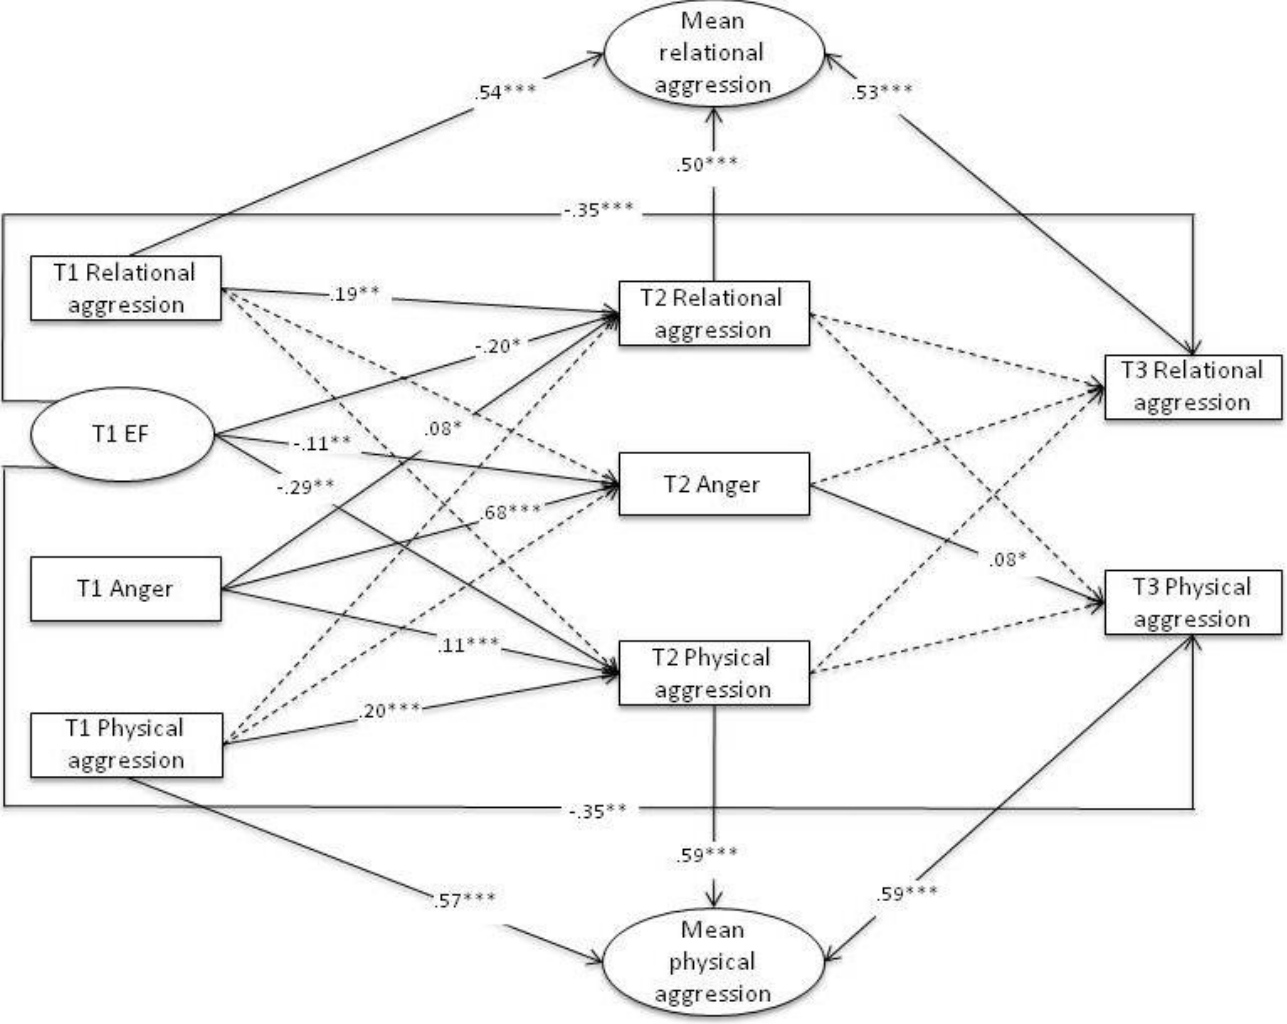 Mean
relational
aggression
.54***
.53***
.50***
-.35***
T1 Relational
aggression
.19**
T2 Relational
aggression
-.20*
T3 Relational
aggression
T1 EF
.08*
-.11**
-.29**
T2 Anger
.68***
.08*
T1 Anger
T3 Physical
aggression
.11***
T2 Physical
aggression
.20***
T1 Physical
aggression
-.35**
.59***
.57***
.59***
Mean
physical
aggression